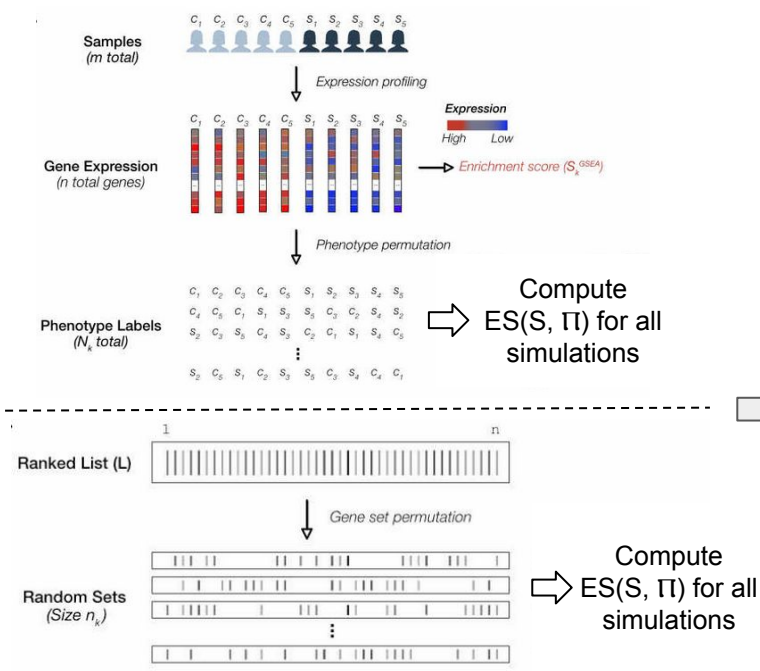 C1 C2 C3 C4 C5 S1 S2 S3 S4 S5
Samples
(m total)
Expression profiling
C1 C2 C3 C4 C5 S1 S2 S3 S4 S5
Expression
High Low
Gene Expression
(n total genes)
Enrichment score (SkGSEA)
Phenotype permutation
C1 C2 C3 C4 C5 S1 S2 S3 S4 S5
C4 C5 C1 S1 S3 S5 C3 C2 S4 S2
S2 C3 S5 C4 S3 C2 C1 S1 S4 C5
S2 C5 S1 C2 S3 S5 C3 S4 C4 C1
Phenotype Labels
(Nk total)
Compute
ES(S, Π) for all
simulations
1 n
Ranked List (L)
Gene set permutation
Random Sets
(Size nk)
Compute
ES(S, Π) for all
simulations